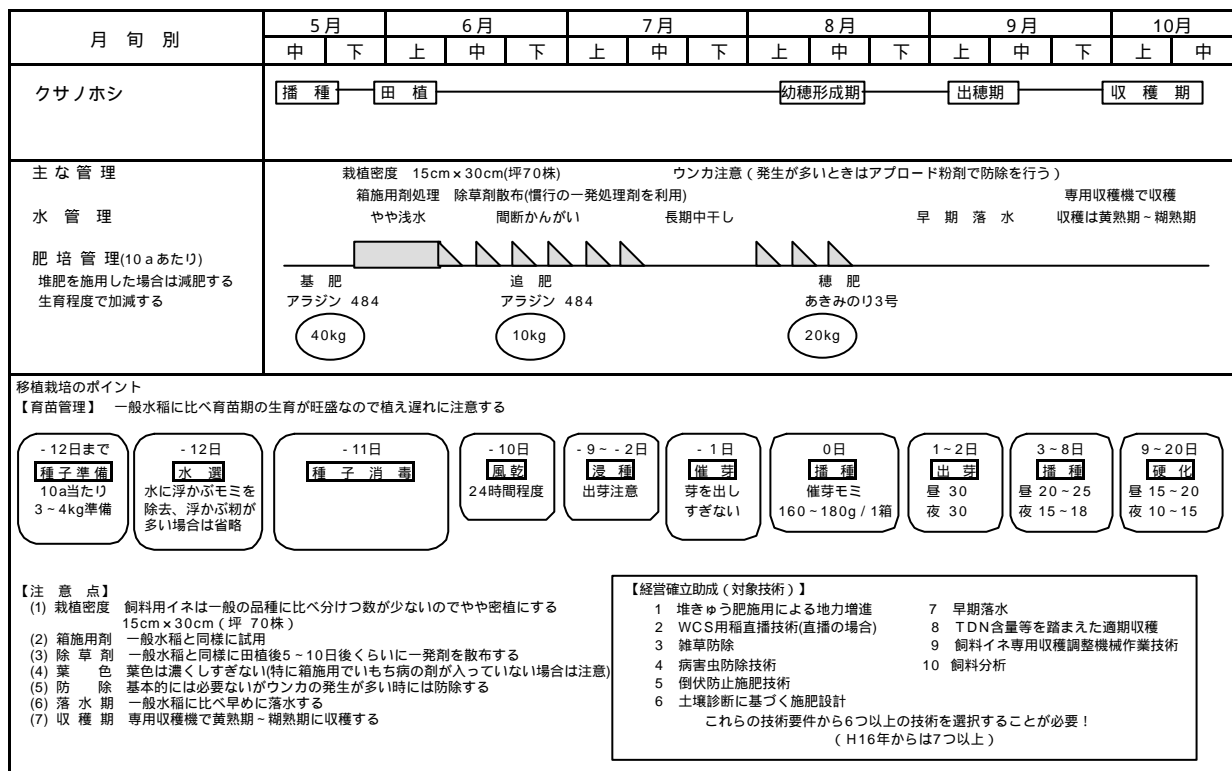 月 旬 別
5月 6月 7月 8月 9月 10月
中 下 上 中 下 上 中 下 上 中 下 上 中 下 上 中
クサノホシ
播 種 田 植 幼穂形成期 出穂期 収 穫 期
主 な 管 理
栽植密度 15cm×30cm(坪70株) ウンカ注意(発生が多いときはアプロード粉剤で防除を行う)
箱施用剤処理 除草剤散布(慣行の一発処理剤を利用) 専用収穫機で収穫
水 管 理
やや浅水 間断かんがい 長期中干し 早 期 落 水 収穫は黄熟期~糊熟期
肥 培 管 理(10aあたり)
堆肥を施用した場合は減肥する
生育程度で加減する
基 肥 追 肥 穂 肥
アラジン 484 アラジン 484 あきみのり3号
40kg 10kg 20kg
移植栽培のポイント
【育苗管理】 一般水稲に比べ育苗期の生育が旺盛なので植え遅れに注意する
- 12日まで
種子準備
10a当たり
3~4kg準備
- 12日
水 選
水に浮かぶモミを
除去、浮かぶ籾が
多い場合は省略
- 11日
種 子 消 毒
- 10日
風乾
24時間程度
- 9~ - 2日
浸種
出芽注意
- 1日
催芽
芽を出し
すぎない
0日
播種
催芽モミ
160~180g / 1箱
1~2日
出芽
昼 30
夜 30
3~8日
播種
昼 20~25
夜 15~18
9~20日
硬化
昼 15~20
夜 10~15
【注 意 点】
(1) 栽植密度 飼料用イネは一般の品種に比べ分けつ数が少ないのでやや密植にする
15cm×30cm(坪 70株)
(2) 箱施用剤 一般水稲と同様に試用
(3) 除 草 剤 一般水稲と同様に田植後5~10日後くらいに一発剤を散布する
(4) 葉 色 葉色は濃くしすぎない(特に箱施用でいもち病の剤が入っていない場合は注意)
(5) 防 除 基本的には必要ないがウンカの発生が多い時には防除する
(6) 落 水 期 一般水稲に比べ早めに落水する
(7) 収 穫 期 専用収穫機で黄熟期~糊熟期に収穫する
【経営確立助成(対象技術)】
1 堆きゅう肥施用による地力増進
2 WCS用稲直播技術(直播の場合)
3 雑草防除
4 病害虫防除技術
5 倒伏防止施肥技術
6 土壌診断に基づく施肥設計
7 早期落水
8 TDN含量等を踏まえた適期収穫
9 飼料イネ専用収穫調整機械作業技術
10 飼料分析
これらの技術要件から6つ以上の技術を選択することが必要!
(H16年からは7つ以上)